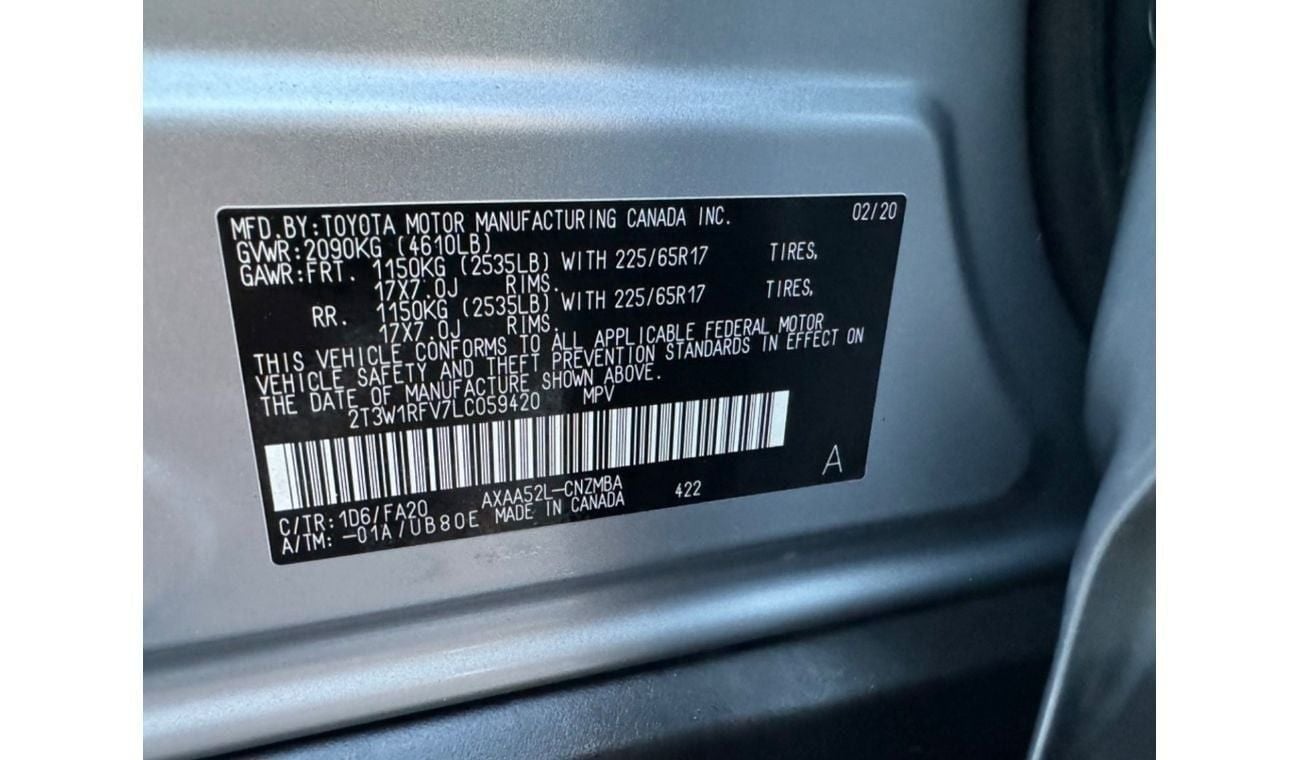 MFD.BY:TOYOTA MOTOR MANUFACTURING CANADA INC. 02/20
GVWR:2090KG (4610LB)
GAWR:FRT. 1150KG (2535LB) WITH 225/65R17 TIRES,
17X7.0J RIMS.
RR. 1150KG (2535LB) WITH 225/65R17 TIRES,
17X7.0J RIMS.
THIS VEHICLE CONFORMS TO ALL APPLICABLE FEDERAL MOTOR
VEHICLE SAFETY AND THEFT PREVENTION STANDARDS IN EFFECT ON
THE DATE OF MANUFACTURE SHOWN ABOVE.
2T3W1RFV7LC059420 MPV
A
C/TR:1D6/FA20 AXAA52L-CNZMBA 422
A/TM:-01A/UB80E MADE IN CANADA